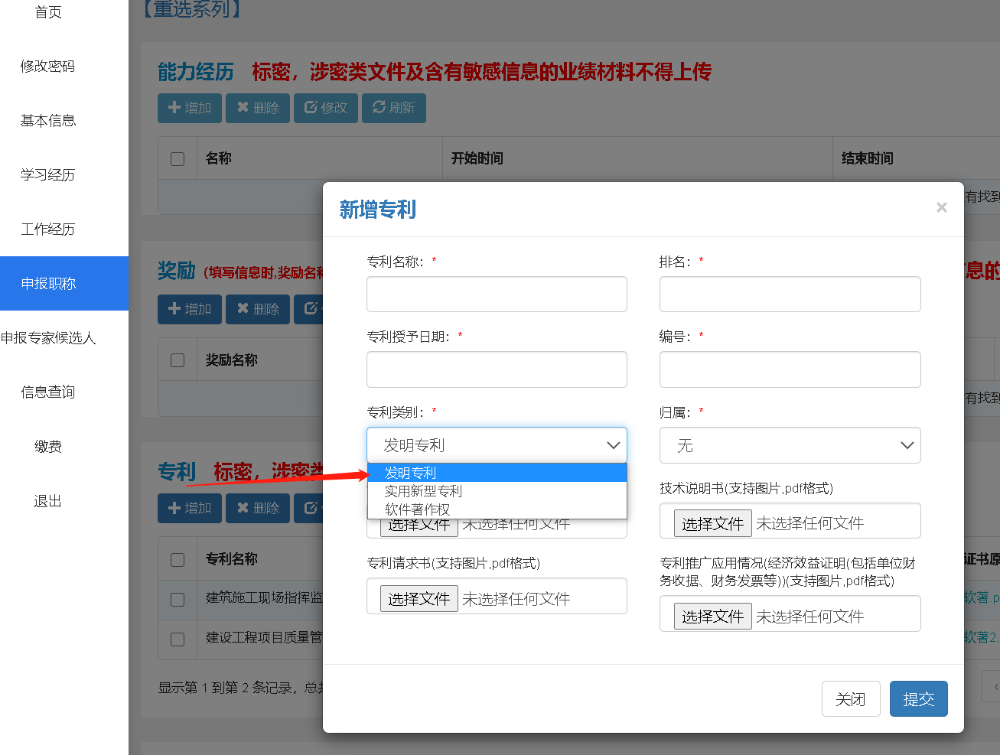 首页
修改密码
基本信息
学习经历
工作经历
申报职称
申报专家候选人
信息查询
缴费
退出
【重选系列】
能力经历 标密，涉密类文件及含有敏感信息的业绩材料不得上传
增加 删除 修改 刷新
名称 开始时间 结束时间
有找到
奖励 (填写信息时,奖励名称
息的
增加 删除
奖励名称
有找到
专利 标密，涉密类
增加 删除
专利名称
证书原
建筑施工现场指挥监
软著.p
建设工程项目质量管
软著2.
显示第 1 到第 2 条记录，总共
新增专利 ×
专利名称：* 排名：*
专利授予日期：* 编号：*
专利类别：* 归属：*
发明专利 无
发明专利
实用新型专利
软件著作权
技术说明书(支持图片,pdf格式)
选择文件 未选择任何文件 选择文件 未选择任何文件
专利请求书(支持图片,pdf格式) 专利推广应用情况(经济效益证明(包括单位财
务收据、财务发票等))(支持图片,pdf格式)
选择文件 未选择任何文件 选择文件 未选择任何文件
关闭 提交